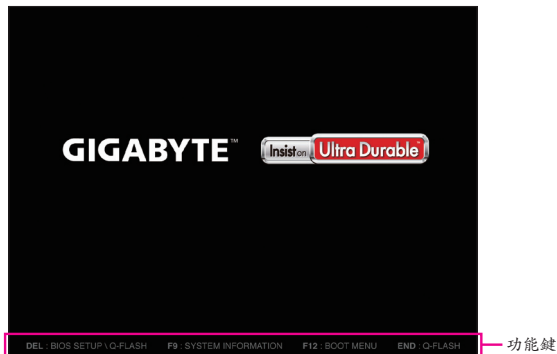 GIGABYTE™ Insist on Ultra Durable™
DEL : BIOS SETUP \ Q-FLASH F9 : SYSTEM INFORMATION F12 : BOOT MENU END : Q-FLASH
功能鍵